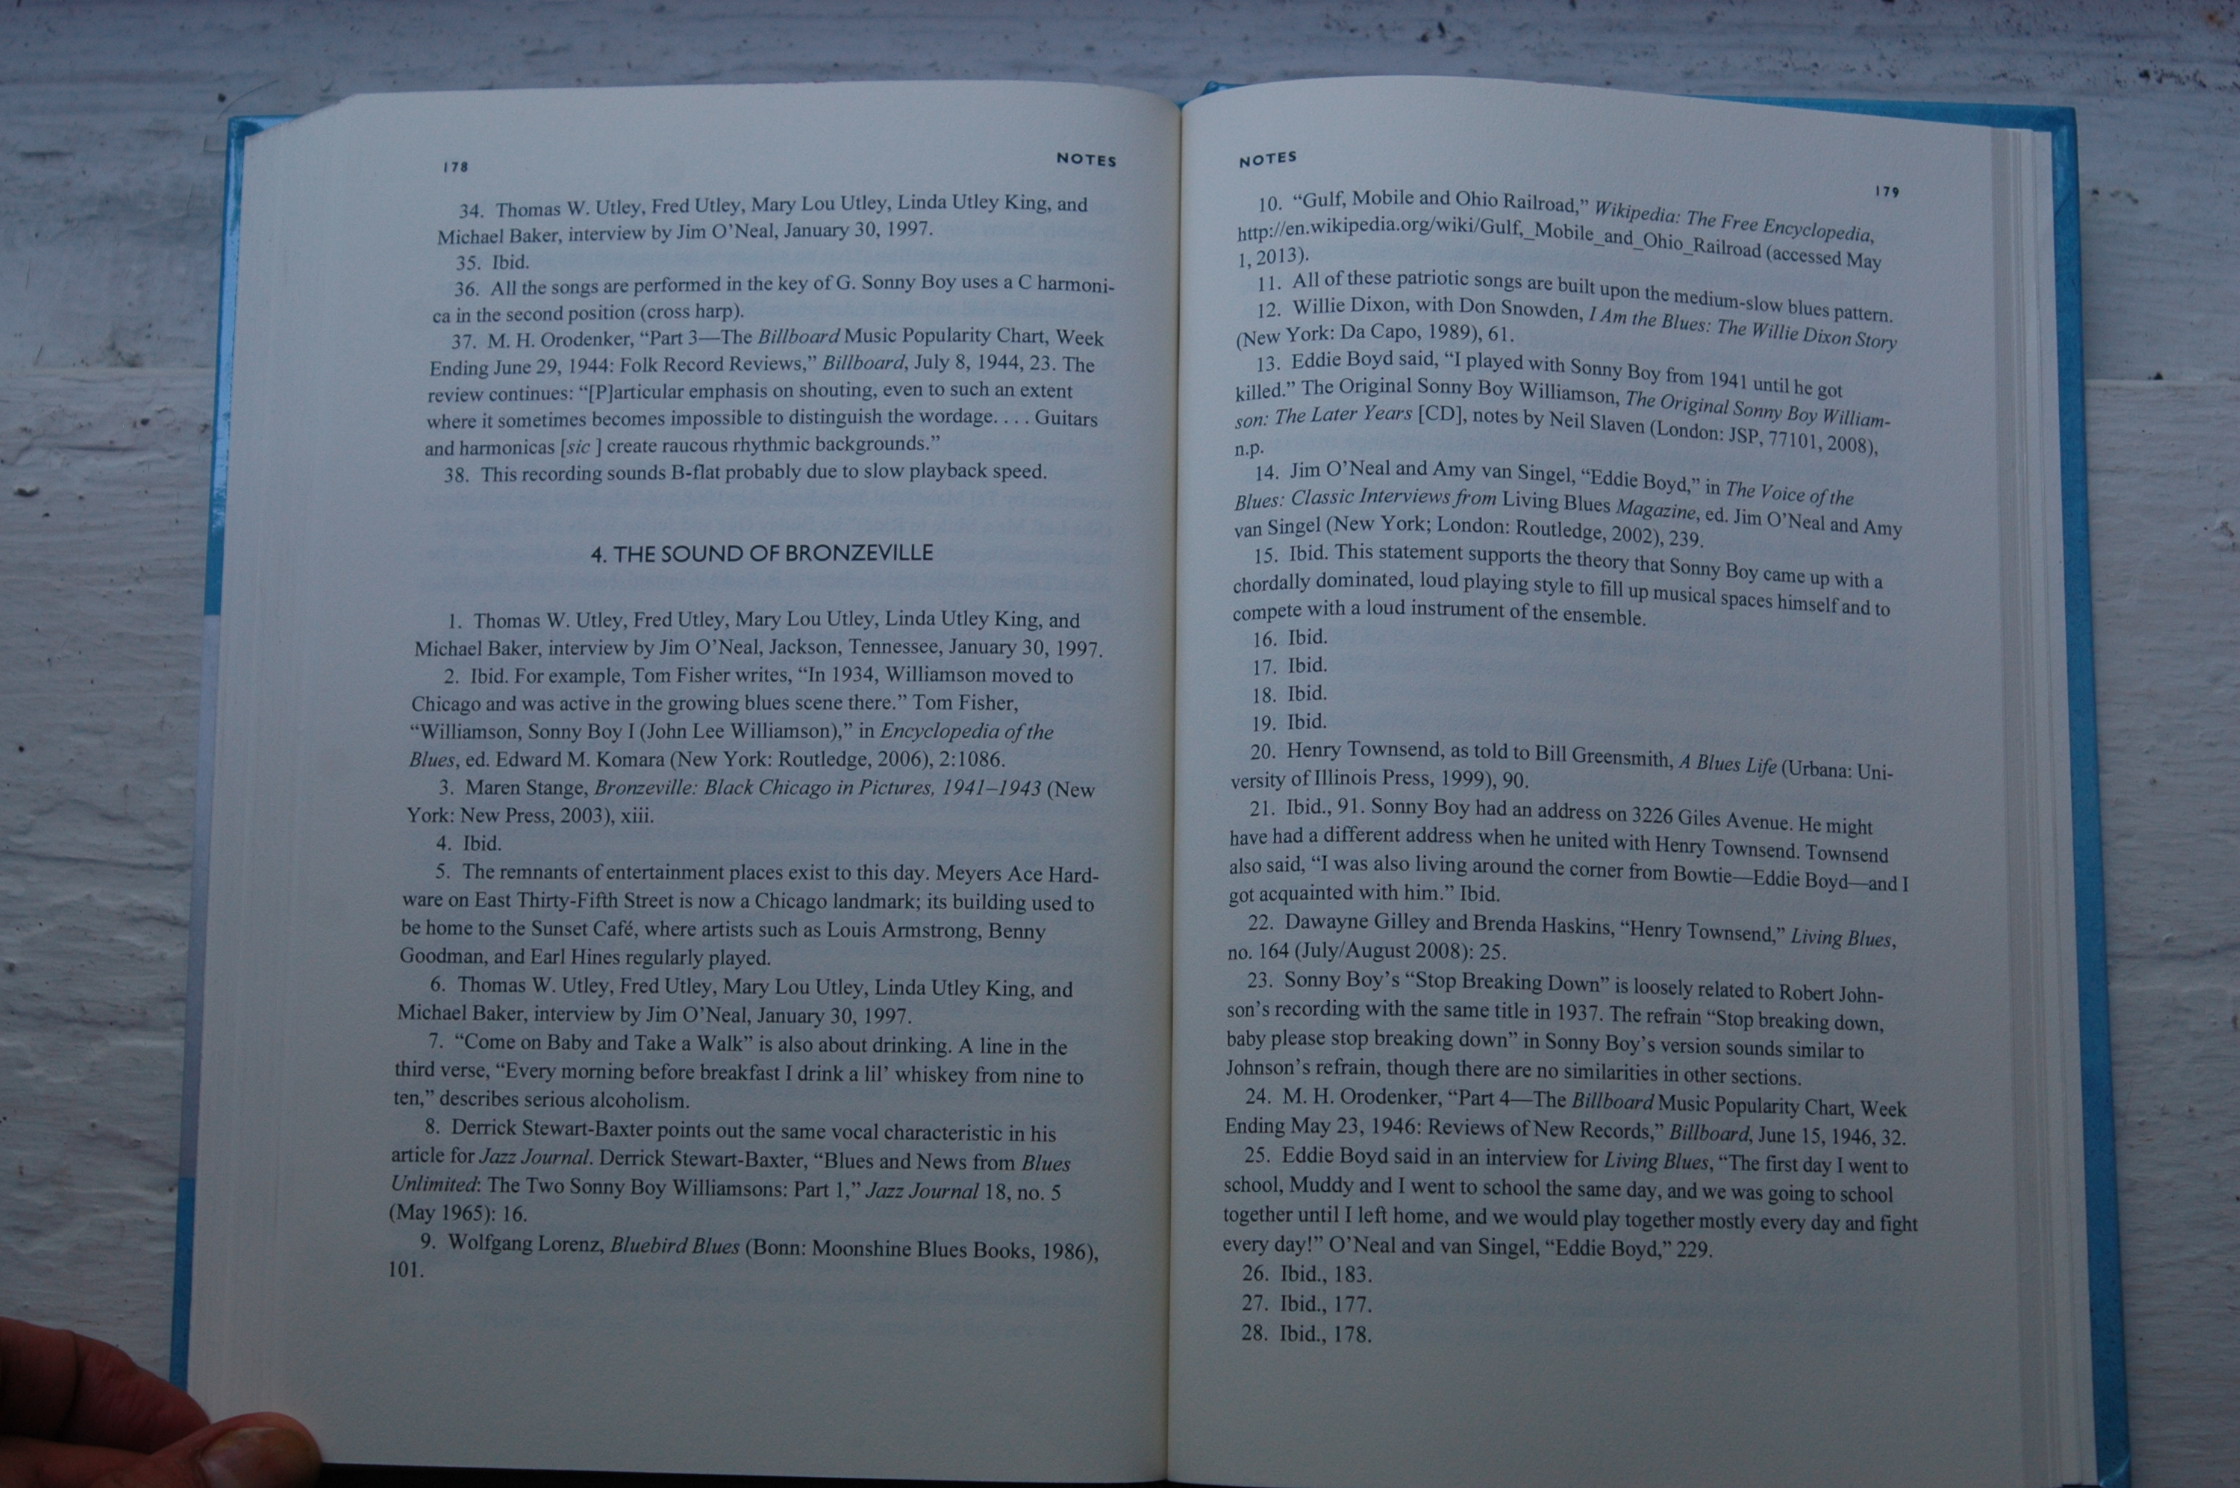 178
NOTES
34. Thomas W. Utley, Fred Utley, Mary Lou Utley, Linda Utley King, and
Michael Baker, interview by Jim O’Neal, January 30, 1997.
35. Ibid.
36. All the songs are performed in the key of G. Sonny Boy uses a C harmoni-
ca in the second position (cross harp).
37. M. H. Orodenker, “Part 3—The Billboard Music Popularity Chart, Week
Ending June 29, 1944: Folk Record Reviews,” Billboard, July 8, 1944, 23. The
review continues: “[P]articular emphasis on shouting, even to such an extent
where it sometimes becomes impossible to distinguish the wordage. . . . Guitars
and harmonicas [sic ] create raucous rhythmic backgrounds.”
38. This recording sounds B-flat probably due to slow playback speed.
4. THE SOUND OF BRONZEVILLE
1. Thomas W. Utley, Fred Utley, Mary Lou Utley, Linda Utley King, and
Michael Baker, interview by Jim O’Neal, Jackson, Tennessee, January 30, 1997.
2. Ibid. For example, Tom Fisher writes, “In 1934, Williamson moved to
Chicago and was active in the growing blues scene there.” Tom Fisher,
“Williamson, Sonny Boy I (John Lee Williamson),” in Encyclopedia of the
Blues, ed. Edward M. Komara (New York: Routledge, 2006), 2:1086.
3. Maren Stange, Bronzeville: Black Chicago in Pictures, 1941–1943 (New
York: New Press, 2003), xiii.
4. Ibid.
5. The remnants of entertainment places exist to this day. Meyers Ace Hard-
ware on East Thirty-Fifth Street is now a Chicago landmark; its building used to
be home to the Sunset Café, where artists such as Louis Armstrong, Benny
Goodman, and Earl Hines regularly played.
6. Thomas W. Utley, Fred Utley, Mary Lou Utley, Linda Utley King, and
Michael Baker, interview by Jim O’Neal, January 30, 1997.
7. “Come on Baby and Take a Walk” is also about drinking. A line in the
third verse, “Every morning before breakfast I drink a lil’ whiskey from nine to
ten,” describes serious alcoholism.
8. Derrick Stewart-Baxter points out the same vocal characteristic in his
article for Jazz Journal. Derrick Stewart-Baxter, “Blues and News from Blues
Unlimited: The Two Sonny Boy Williamsons: Part 1,” Jazz Journal 18, no. 5
(May 1965): 16.
9. Wolfgang Lorenz, Bluebird Blues (Bonn: Moonshine Blues Books, 1986),
101.
NOTES
179
10. “Gulf, Mobile and Ohio Railroad,” Wikipedia: The Free Encyclopedia,
http://en.wikipedia.org/wiki/Gulf,_Mobile_and_Ohio_Railroad (accessed May
1, 2013).
11. All of these patriotic songs are built upon the medium-slow blues pattern.
12. Willie Dixon, with Don Snowden, I Am the Blues: The Willie Dixon Story
(New York: Da Capo, 1989), 61.
13. Eddie Boyd said, “I played with Sonny Boy from 1941 until he got
killed.” The Original Sonny Boy Williamson, The Original Sonny Boy William-
son: The Later Years [CD], notes by Neil Slaven (London: JSP, 77101, 2008),
n.p.
14. Jim O’Neal and Amy van Singel, “Eddie Boyd,” in The Voice of the
Blues: Classic Interviews from Living Blues Magazine, ed. Jim O’Neal and Amy
van Singel (New York; London: Routledge, 2002), 239.
15. Ibid. This statement supports the theory that Sonny Boy came up with a
chordally dominated, loud playing style to fill up musical spaces himself and to
compete with a loud instrument of the ensemble.
16. Ibid.
17. Ibid.
18. Ibid.
19. Ibid.
20. Henry Townsend, as told to Bill Greensmith, A Blues Life (Urbana: Uni-
versity of Illinois Press, 1999), 90.
21. Ibid., 91. Sonny Boy had an address on 3226 Giles Avenue. He might
have had a different address when he united with Henry Townsend. Townsend
also said, “I was also living around the corner from Bowtie—Eddie Boyd—and I
got acquainted with him.” Ibid.
22. Dawayne Gilley and Brenda Haskins, “Henry Townsend,” Living Blues,
no. 164 (July/August 2008): 25.
23. Sonny Boy’s “Stop Breaking Down” is loosely related to Robert John-
son’s recording with the same title in 1937. The refrain “Stop breaking down,
baby please stop breaking down” in Sonny Boy’s version sounds similar to
Johnson’s refrain, though there are no similarities in other sections.
24. M. H. Orodenker, “Part 4—The Billboard Music Popularity Chart, Week
Ending May 23, 1946: Reviews of New Records,” Billboard, June 15, 1946, 32.
25. Eddie Boyd said in an interview for Living Blues, “The first day I went to
school, Muddy and I went to school the same day, and we was going to school
together until I left home, and we would play together mostly every day and fight
every day!” O’Neal and van Singel, “Eddie Boyd,” 229.
26. Ibid., 183.
27. Ibid., 177.
28. Ibid., 178.